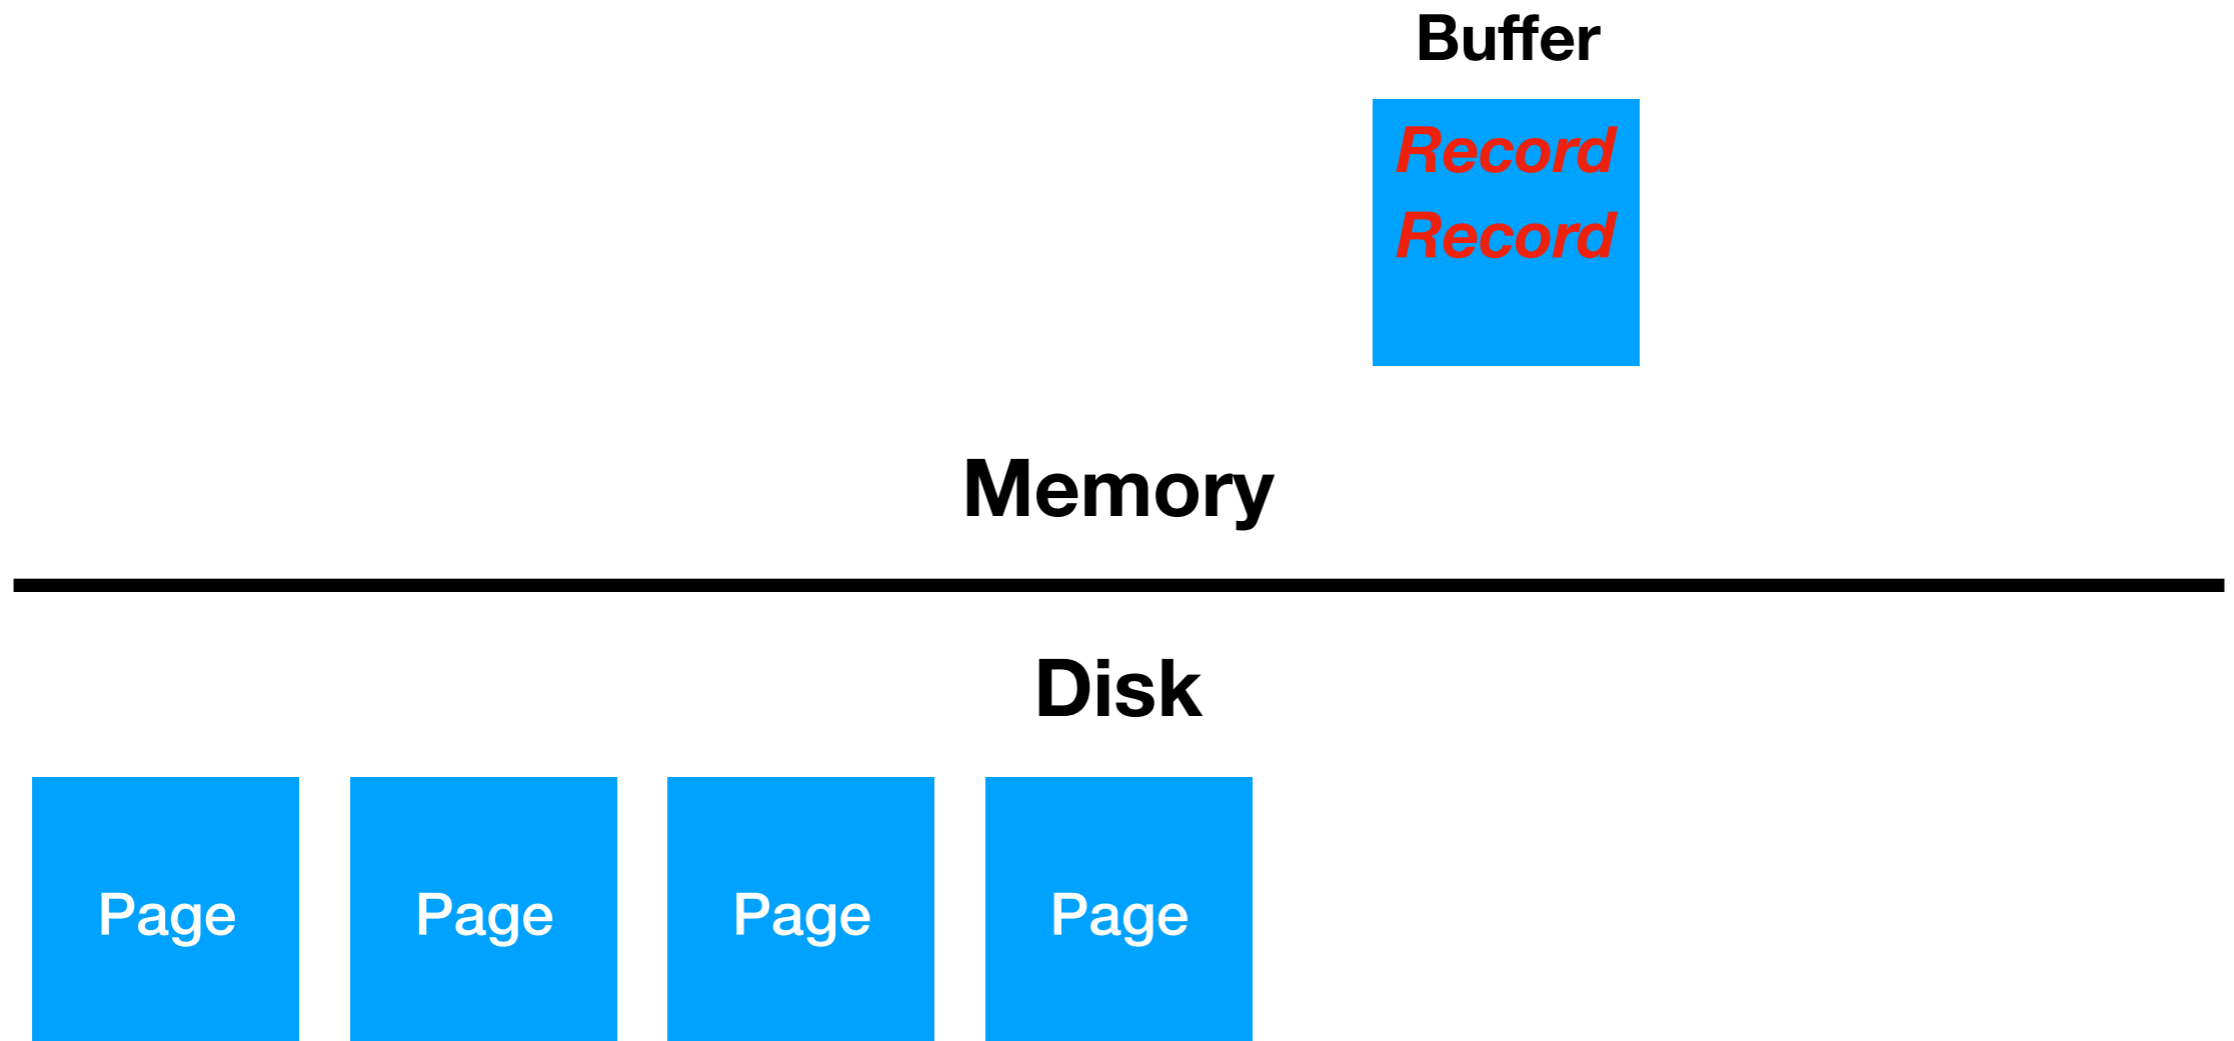 Buffer
Record
Record
Memory
Disk
Page Page Page Page